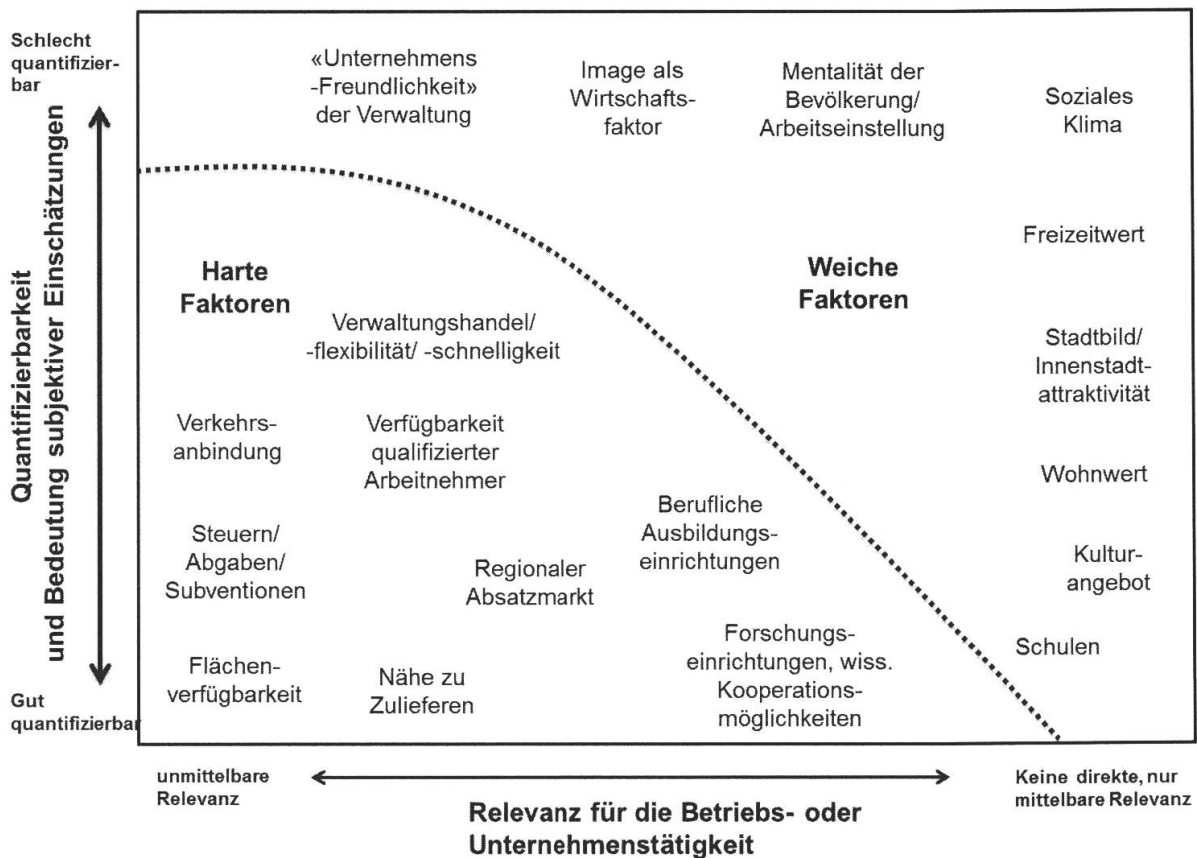 Schlecht
quantifizier-
bar
«Unternehmens
-Freundlichkeit»
der Verwaltung
Image als
Wirtschafts-
faktor
Mentalität der
Bevölkerung/
Arbeitseinstellung
Soziales
Klima
Freizeitwert
Harte
Faktoren
Weiche
Faktoren
Verwaltungshandel/
-flexibilität/ -schnelligkeit
Stadtbild/
Innenstadt-
attraktivität
Verkehrs-
anbindung
Verfügbarkeit
qualifizierter
Arbeitnehmer
Wohnwert
Berufliche
Ausbildungs-
einrichtungen
Steuern/
Abgaben/
Subventionen
Regionaler
Absatzmarkt
Kultur-
angebot
Forschungs-
einrichtungen, wiss.
Kooperations-
möglichkeiten
Schulen
Flächen-
verfügbarkeit
Nähe zu
Zulieferen
Quantifizierbarkeit
und Bedeutung subjektiver Einschätzungen
Gut
quantifizierbar
unmittelbare
Relevanz
Keine direkte, nur
mittelbare Relevanz
Relevanz für die Betriebs- oder
Unternehmenstätigkeit